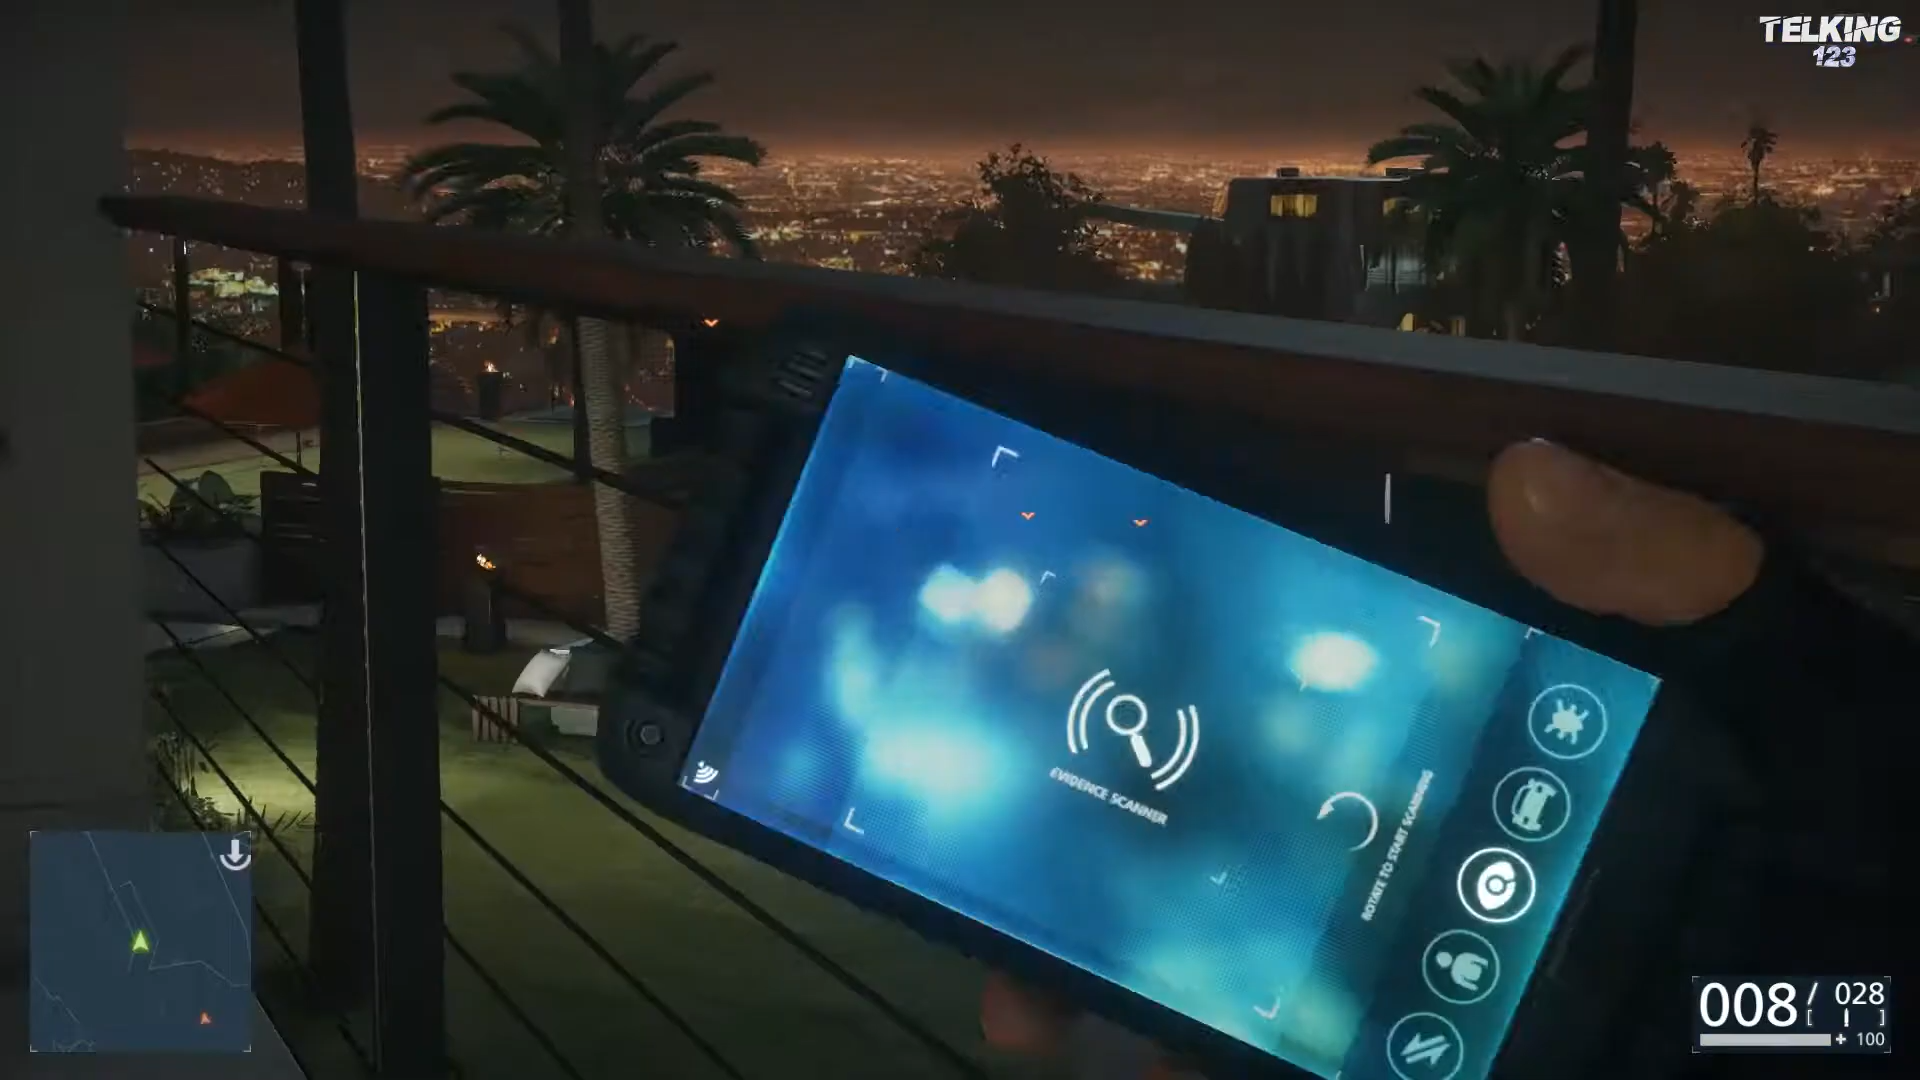 TELKING
123
EVIDENCE SCANNER
ROTATE TO START SCANNING
008 / 028
[ ! ]
+ 100